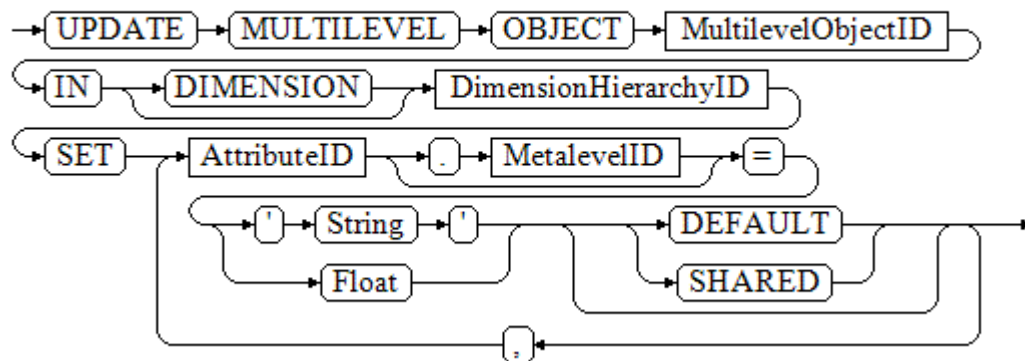 UPDATE MULTILEVEL OBJECT MultilevelObjectID
IN DIMENSION DimensionHierarchyID
SET AttributeID . MetalevelID =
' String ' DEFAULT
Float SHARED
,